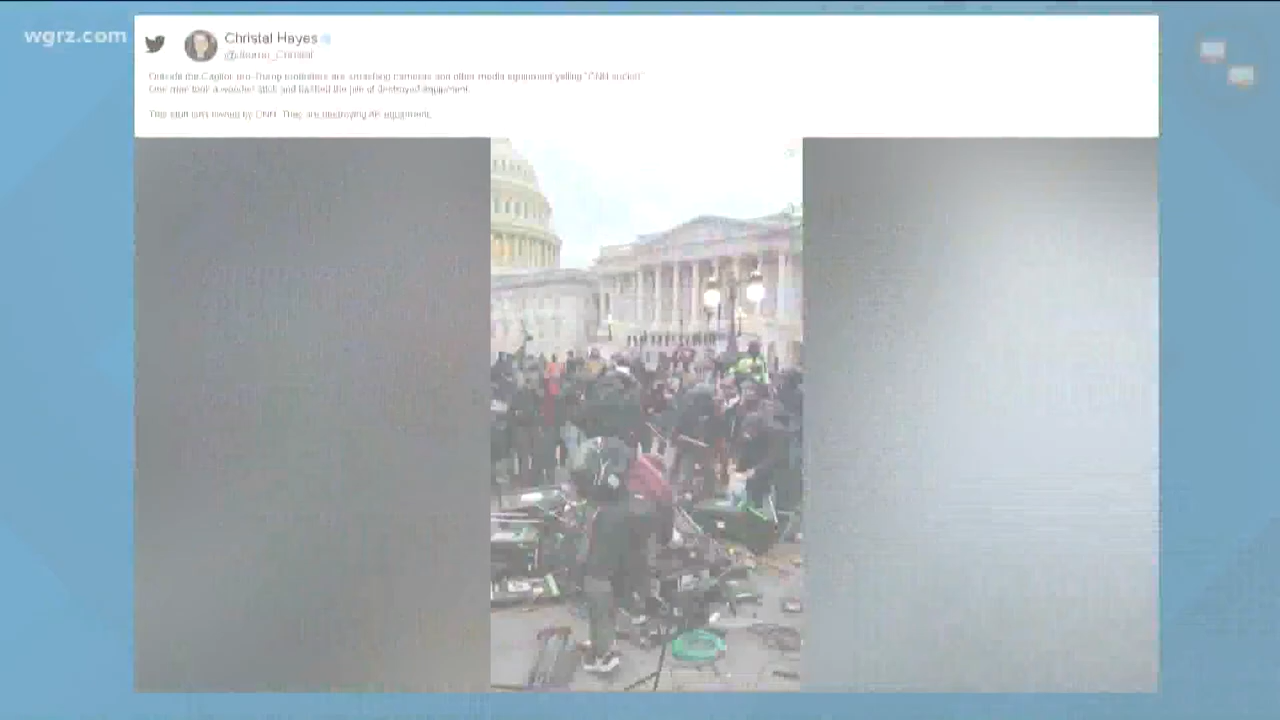 wgrz.com
Christal Hayes
@Journo_Christal
Outside the Capitol, pro-Trump are smashing cameras and other media equipment yelling "CNN sucks!"
One man took a wooden stick and the pile of destroyed equipment.
This stuff isn't owned by CNN. They are destroying AP equipment.